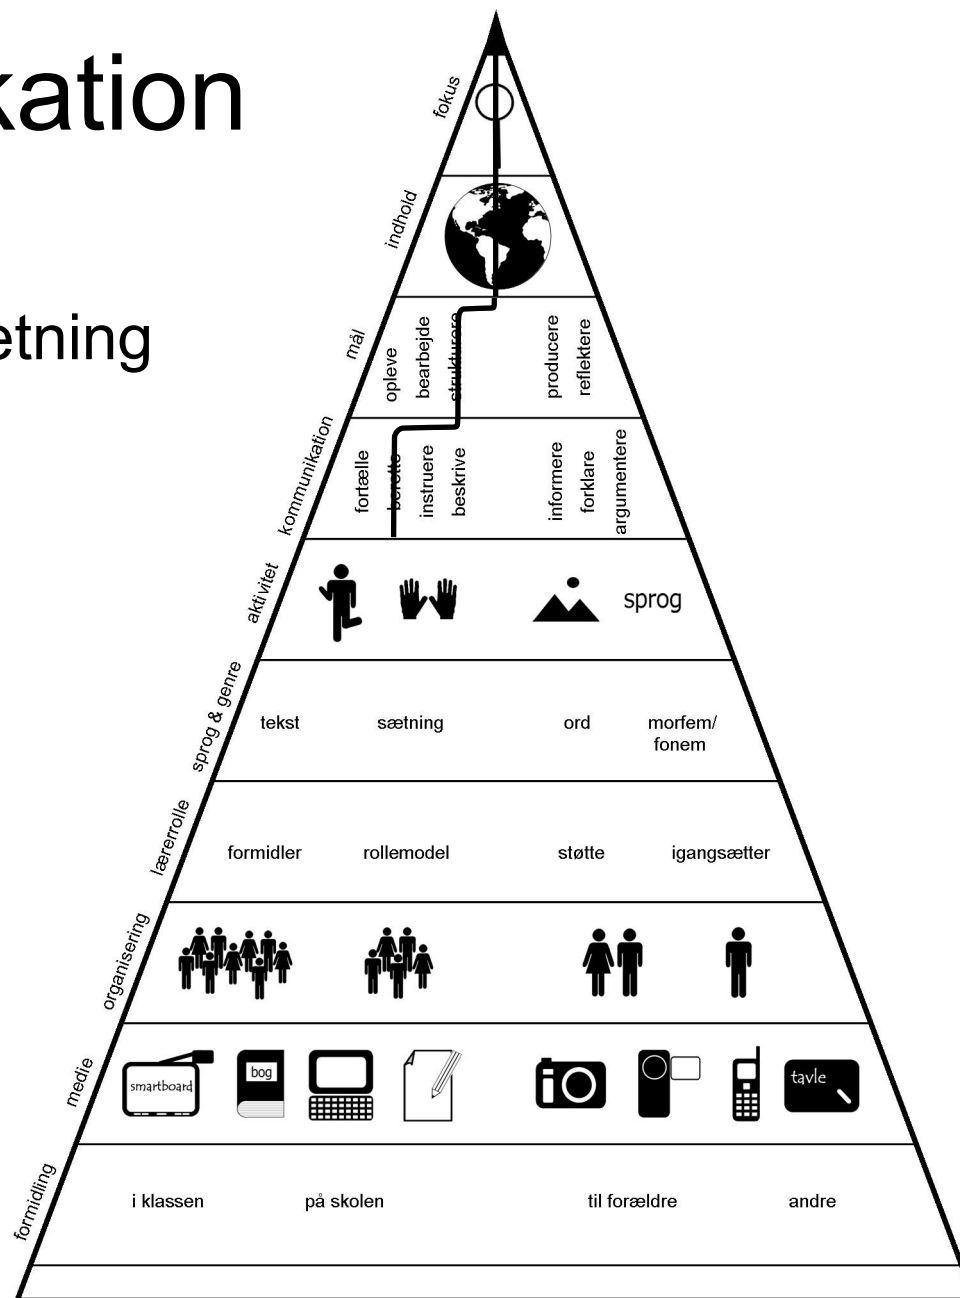 kation
etning
fokus
indhold
mål
opleve
bearbejde
strukturere
producere
reflektere
kommunikation
fortælle
berette
instruere
beskrive
informere
forklare
argumentere
aktivitet
sprog
sprog & genre
tekst
sætning
ord
morfem/
fonem
lærerrolle
formidler
rollemodel
støtte
igangsætter
organisering
medie
smartboard
bog
tavle
formidling
i klassen
på skolen
til forældre
andre